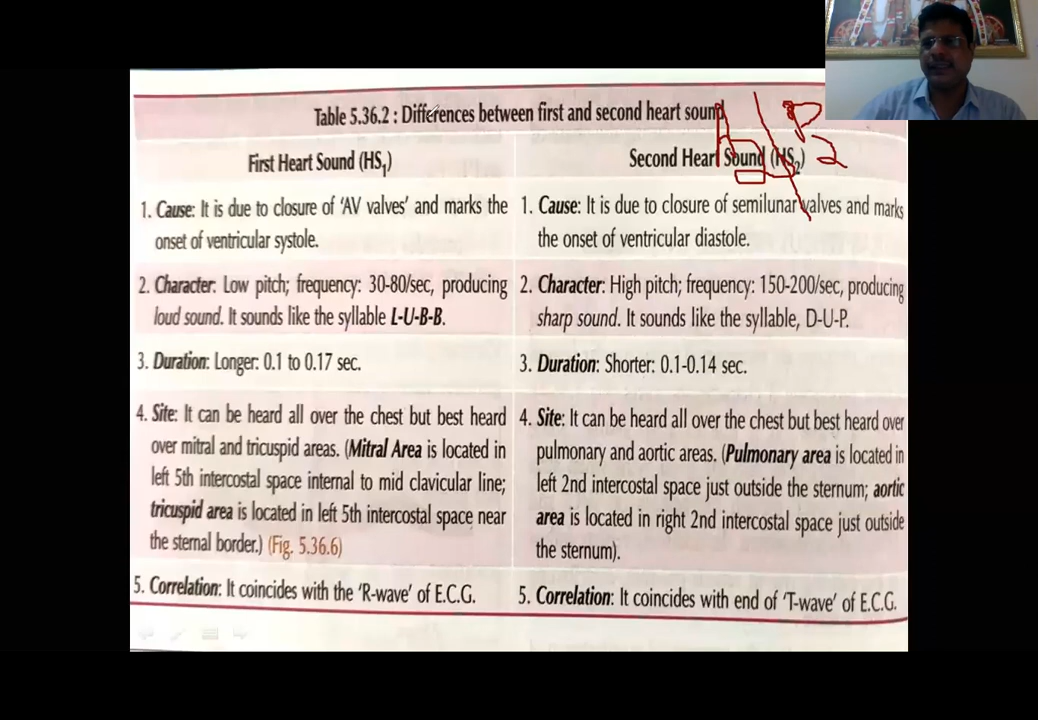 Table 5.36.2 : Differences between first and second heart sound
First Heart Sound (HS1)
Second Heart Sound (HS2)
P2
1. Cause: It is due to closure of 'AV valves' and marks the
onset of ventricular systole.
1. Cause: It is due to closure of semilunar valves and marks
the onset of ventricular diastole.
2. Character: Low pitch; frequency: 30-80/sec, producing
loud sound. It sounds like the syllable L-U-B-B.
2. Character: High pitch; frequency: 150-200/sec, producing
sharp sound. It sounds like the syllable, D-U-P.
3. Duration: Longer: 0.1 to 0.17 sec.
3. Duration: Shorter: 0.1-0.14 sec.
4. Site: It can be heard all over the chest but best heard
over mitral and tricuspid areas. (Mitral Area is located in
left 5th intercostal space internal to mid clavicular line;
tricuspid area is located in left 5th intercostal space near
the sternal border.) (Fig. 5.36.6)
4. Site: It can be heard all over the chest but best heard over
pulmonary and aortic areas. (Pulmonary area is located in
left 2nd intercostal space just outside the sternum; aortic
area is located in right 2nd intercostal space just outside
the sternum).
5. Correlation: It coincides with the 'R-wave' of E.C.G.
5. Correlation: It coincides with end of 'T-wave' of E.C.G.